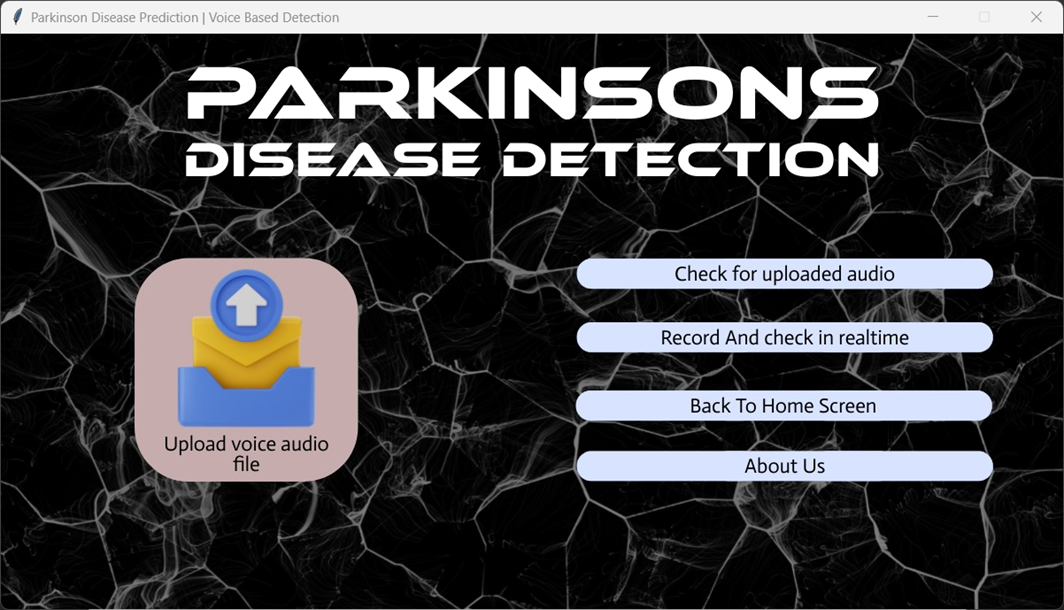 Parkinson Disease Prediction | Voice Based Detection
PARKINSONS
DISEASE DETECTION
Upload voice audio
file
Check for uploaded audio
Record And check in realtime
Back To Home Screen
About Us